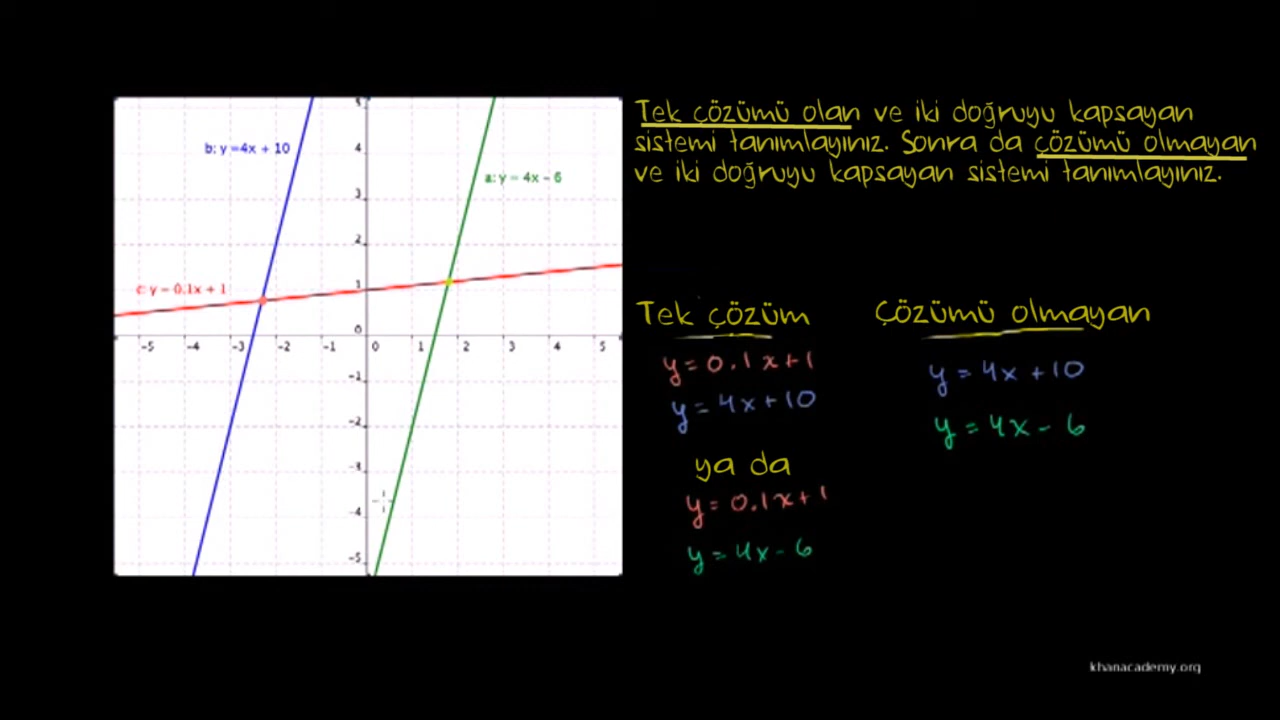 Tek çözümü olan ve iki doğruyu kapsayan
sistemi tanımlayınız. Sonra da çözümü olmayan
ve iki doğruyu kapsayan sistemi tanımlayınız.
b: y =4x + 10
a: y = 4x - 6
c: y = 0.1x + 1
5
4
3
2
1
0
-5 -4 -3 -2 -1 0 2 3 4 5
-1
-2
-3
-4
-5
Tek çözüm
y = 0.1x+1
y = 4x+10
ya da
y = 0.1x+1
y = 4x-6
Çözümü olmayan
y = 4x+10
y = 4x-6
khanacademy.org